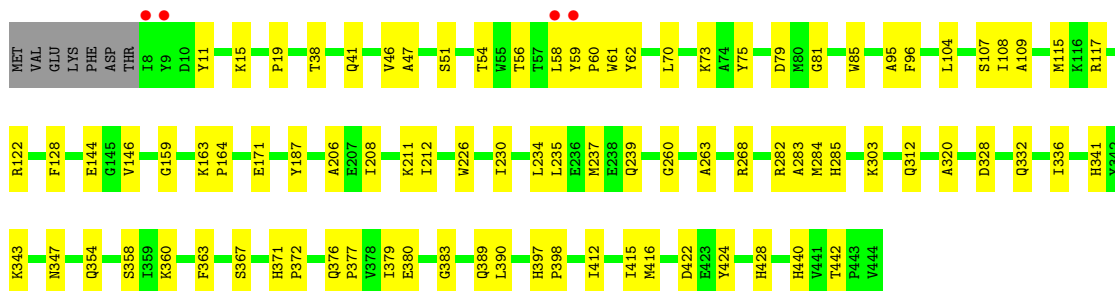 MET VAL GLU LYS PHE ASP THR I8 Y9 D10 Y11 K15 P19 T38 Q41 V46 A47 S51 T54 W55 T56 T57 L58 Y59 P60 W61 Y62 L70 K73 A74 Y75 D79 M80 G81 W85 A95 F96 L104 S107 I108 A109 M115 K116 R117
R122 F128 E144 G145 V146 G159 K163 P164 E171 Y187 A206 E207 I208 K211 I212 W226 I230 L234 L235 E236 M237 E238 Q239 G260 A263 R268 R282 A283 M284 H285 K303 Q312 A320 D328 Q332 I336 H341
K343 N347 Q354 S358 I359 K360 F363 S367 H371 P372 Q376 P377 V378 I379 E380 G383 Q389 L390 H397 P398 I412 I415 M416 D422 E423 Y424 H428 H440 V441 T442 P443 V444